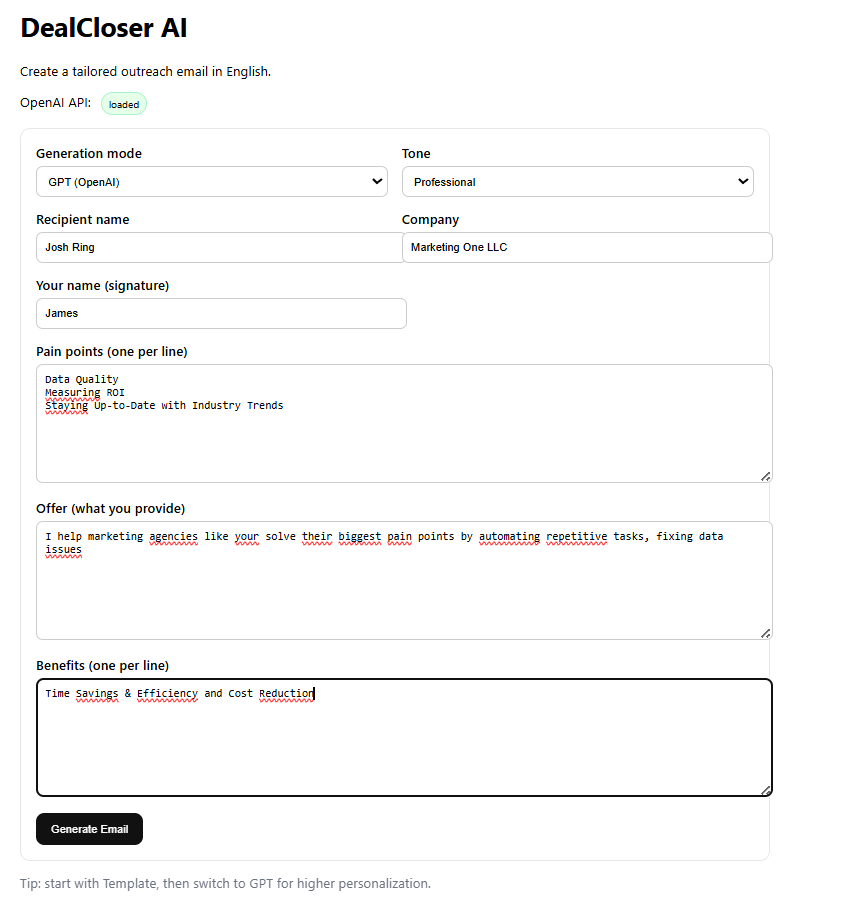 DealCloser AI
Create a tailored outreach email in English.
OpenAI API: loaded
Generation mode
Tone
GPT (OpenAI)
Professional
Recipient name
Company
Josh Ring
Marketing One LLC
Your name (signature)
James
Pain points (one per line)
Data Quality
Measuring ROI
Staying Up-to-Date with Industry Trends
Offer (what you provide)
I help marketing agencies like your solve their biggest pain points by automating repetitive tasks, fixing data
issues
Benefits (one per line)
Time Savings & Efficiency and Cost Reduction
Generate Email
Tip: start with Template, then switch to GPT for higher personalization.